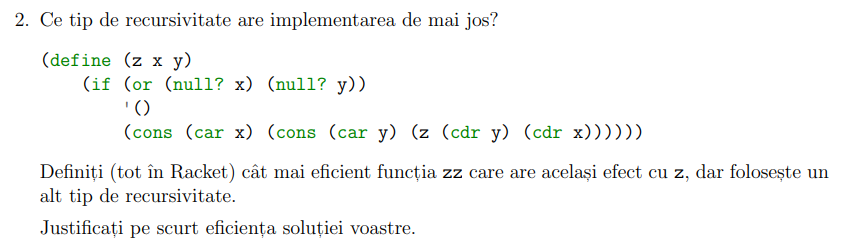 2. Ce tip de recursivitate are implementarea de mai jos?
(define (z x y)
    (if (or (null? x) (null? y))
        '()
        (cons (car x) (cons (car y) (z (cdr y) (cdr x))))))
Definiți (tot în Racket) cât mai eficient funcția zz care are același efect cu z, dar folosește un
alt tip de recursivitate.
Justificați pe scurt eficiența soluției voastre.